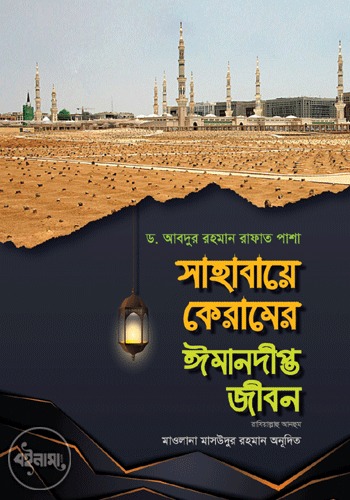 ড. আবদুর রহমান রাফাত পাশা
সাহাবায়ে
কেরামের
ঈমানদীপ্ত
জীবন
রাযিয়াল্লাহু আনহুম
মাওলানা মাসউদুর রহমান অনূদিত
বইনামা